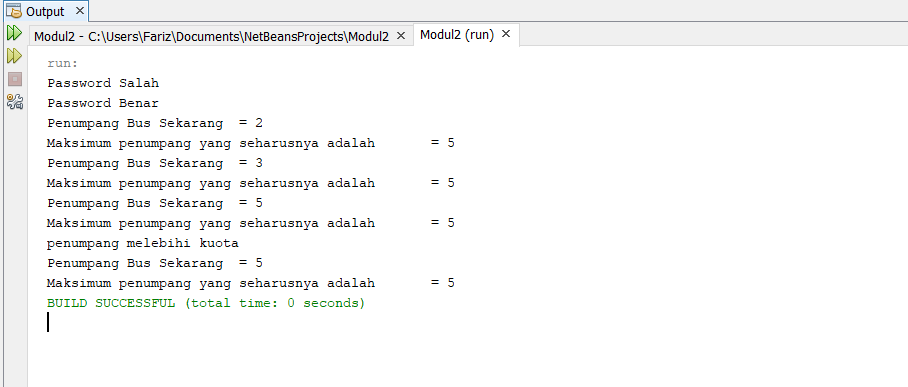 Output
Modul2 - C:\Users\Fariz\Documents\NetBeansProjects\Modul2
Modul2 (run)
run:
Password Salah
Password Benar
Penumpang Bus Sekarang  = 2
Maksimum penumpang yang seharusnya adalah       = 5
Penumpang Bus Sekarang  = 3
Maksimum penumpang yang seharusnya adalah       = 5
Penumpang Bus Sekarang  = 5
Maksimum penumpang yang seharusnya adalah       = 5
penumpang melebihi kuota
Penumpang Bus Sekarang  = 5
Maksimum penumpang yang seharusnya adalah       = 5
BUILD SUCCESSFUL (total time: 0 seconds)